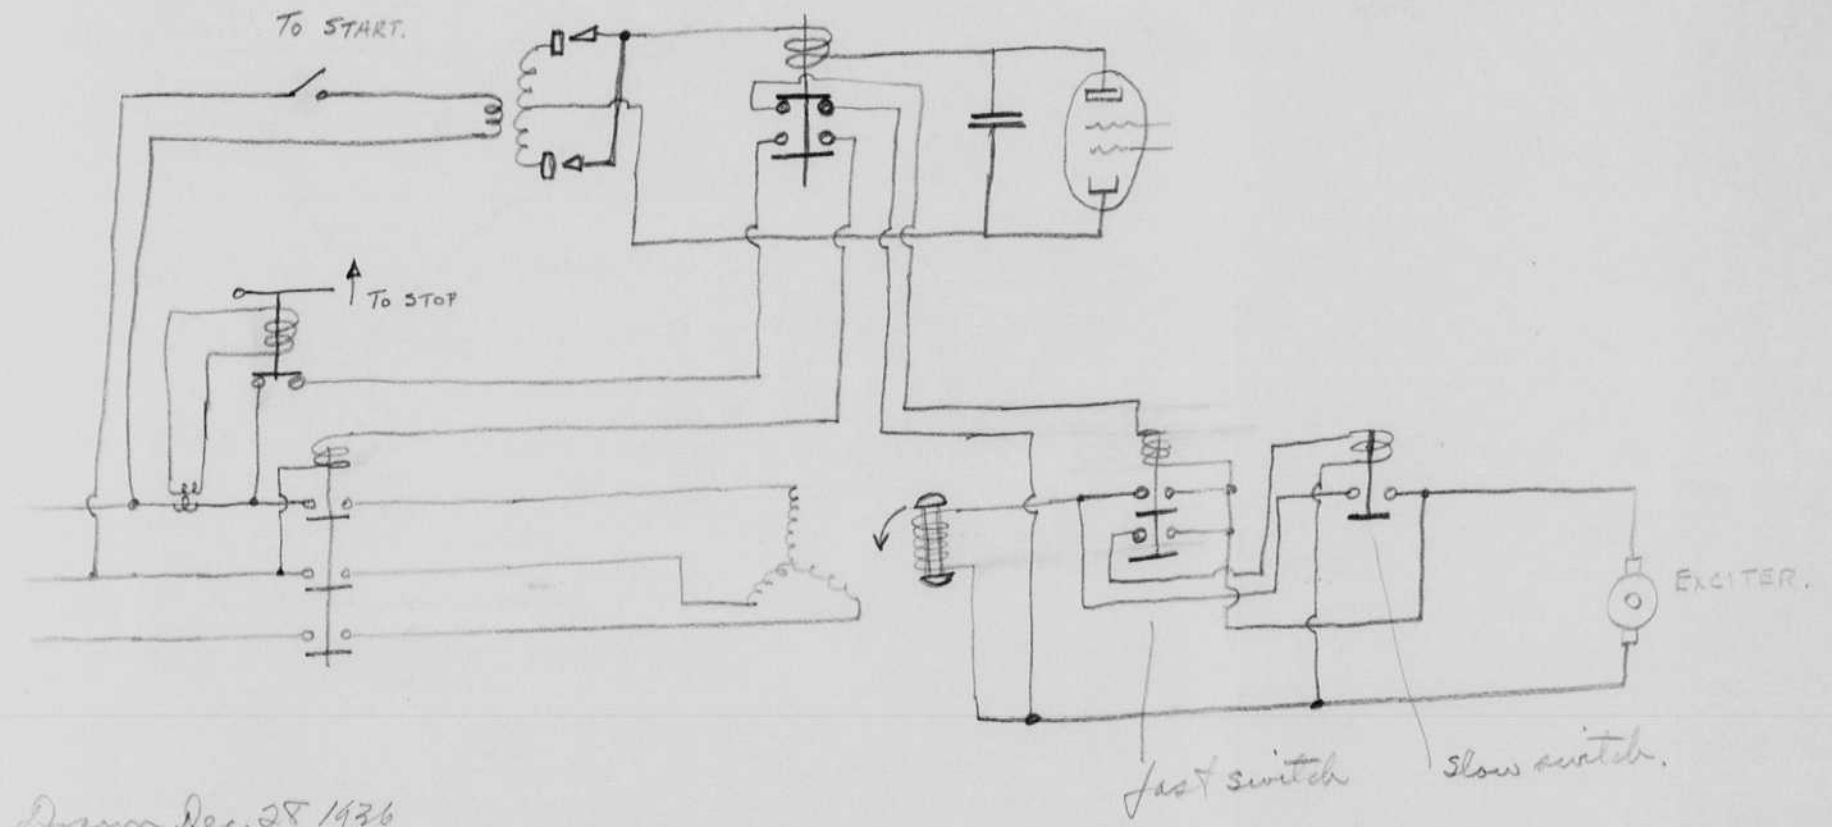 To START.
To STOP
EXCITER.
fast switch
Slow switch.
Drawn Dec. 28 1936